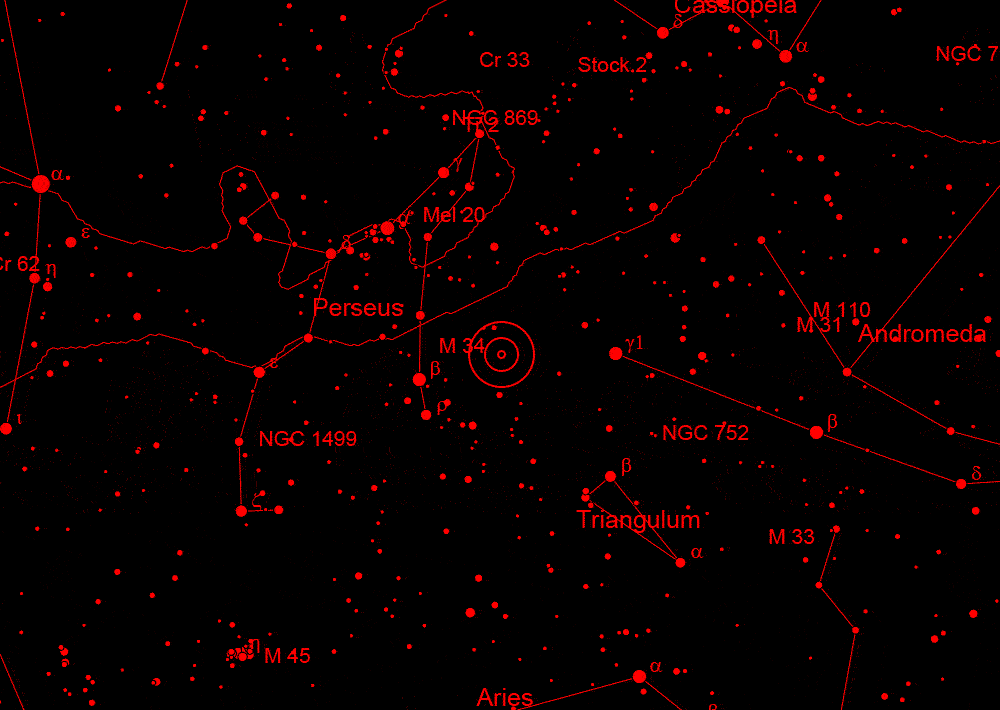 Cassiopeia
δ
η
α
NGC 7
Cr 33
Stock 2
NGC 869
γ
α
ε
Mel 20
δ
Cr 62
η
Perseus
M 110
M 31
Andromeda
M 34
γ1
ε
β
ρ
ι
β
NGC 1499
NGC 752
β
δ
ζ
Triangulum
M 33
α
η
M 45
α
Aries
β